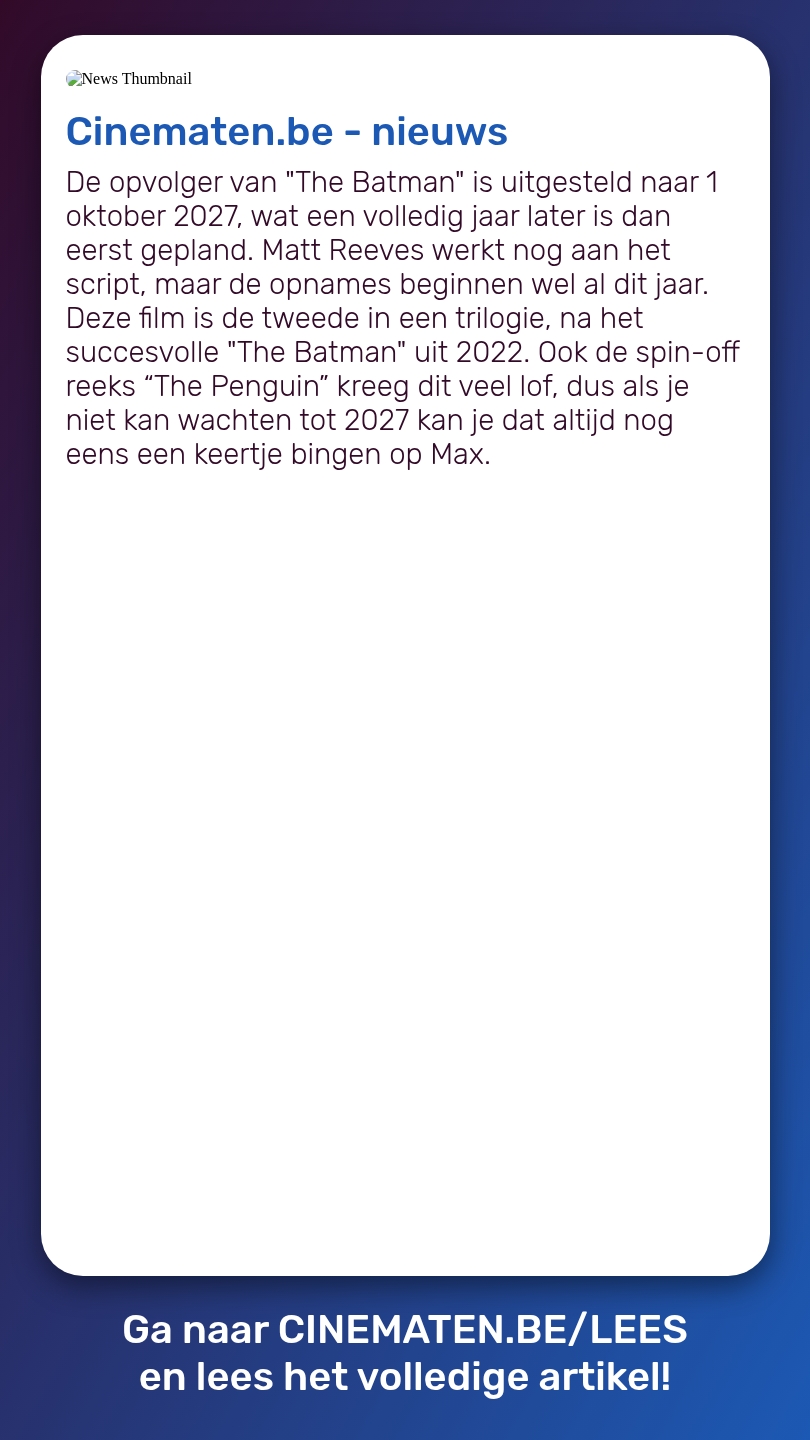 News Thumbnail
Cinematen.be - nieuws
De opvolger van "The Batman" is uitgesteld naar 1
oktober 2027, wat een volledig jaar later is dan
eerst gepland. Matt Reeves werkt nog aan het
script, maar de opnames beginnen wel al dit jaar.
Deze film is de tweede in een trilogie, na het
succesvolle "The Batman" uit 2022. Ook de spin-off
reeks “The Penguin” kreeg dit veel lof, dus als je
niet kan wachten tot 2027 kan je dat altijd nog
eens een keertje bingen op Max.
Ga naar CINEMATEN.BE/LEES
en lees het volledige artikel!